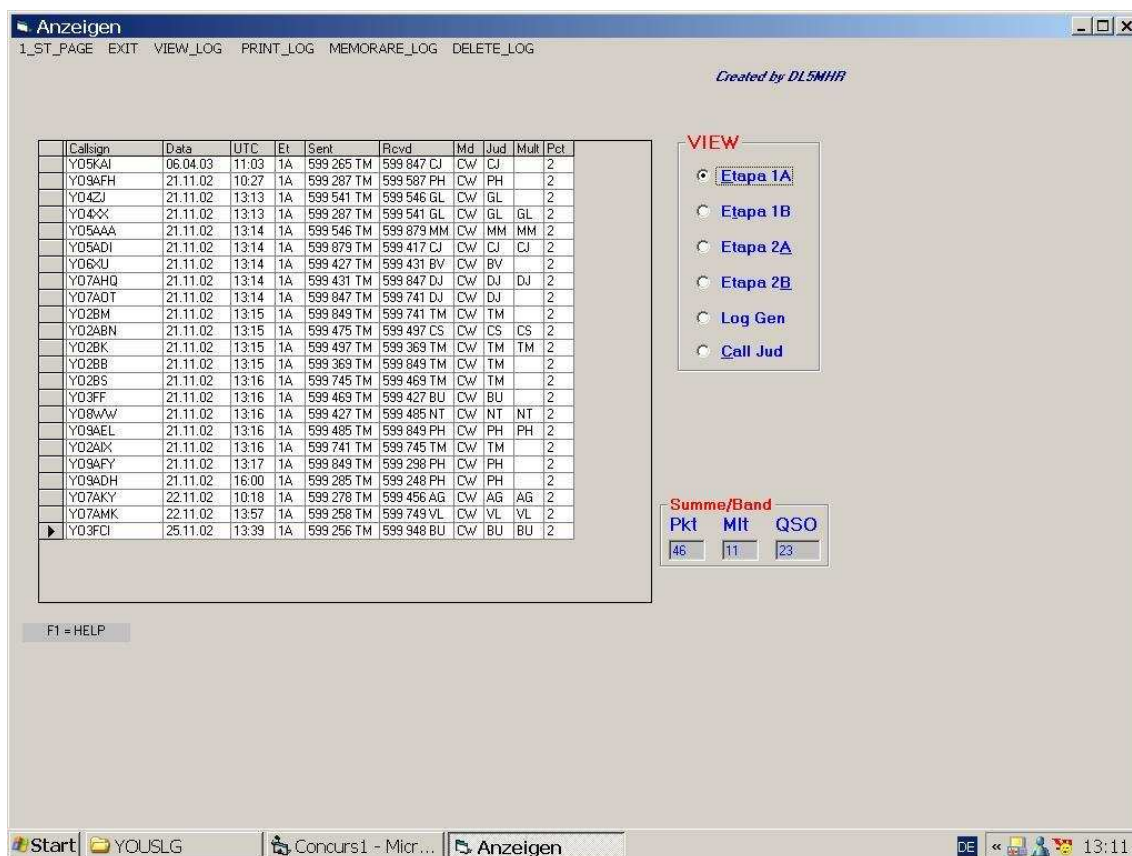 Anzeigen
1_ST_PAGE EXIT VIEW_LOG PRINT_LOG MEMORARE_LOG DELETE_LOG
Created by DL5MHR
Callsign Data UTC Et Sent Rcvd Md Jud Mult Pct
YO5KAI 06.04.03 11:03 1A 599 265 TM 599 847 CJ CW CJ 2
YO9AFH 21.11.02 10:27 1A 599 287 TM 599 587 PH CW PH 2
YO4ZJ 21.11.02 13:13 1A 599 541 TM 599 546 GL CW GL 2
YO4XX 21.11.02 13:13 1A 599 287 TM 599 541 GL CW GL GL 2
YO5AAA 21.11.02 13:14 1A 599 546 TM 599 879 MM CW MM MM 2
YO5ADI 21.11.02 13:14 1A 599 879 TM 599 417 CJ CW CJ CJ 2
YO6XU 21.11.02 13:14 1A 599 427 TM 599 431 BV CW BV 2
YO7AHQ 21.11.02 13:14 1A 599 431 TM 599 847 DJ CW DJ DJ 2
YO7AOT 21.11.02 13:14 1A 599 847 TM 599 741 DJ CW DJ 2
YO2BM 21.11.02 13:15 1A 599 849 TM 599 741 TM CW TM 2
YO2ABN 21.11.02 13:15 1A 599 475 TM 599 497 CS CW CS CS 2
YO2BK 21.11.02 13:15 1A 599 497 TM 599 369 TM CW TM TM 2
YO2BB 21.11.02 13:15 1A 599 369 TM 599 849 TM CW TM 2
YO2BS 21.11.02 13:16 1A 599 745 TM 599 469 TM CW TM 2
YO3FF 21.11.02 13:16 1A 599 469 TM 599 427 BU CW BU 2
YO8WW 21.11.02 13:16 1A 599 427 TM 599 485 NT CW NT NT 2
YO9AEL 21.11.02 13:16 1A 599 485 TM 599 849 PH CW PH PH 2
YO2AIX 21.11.02 13:16 1A 599 741 TM 599 745 TM CW TM 2
YO9AFY 21.11.02 13:17 1A 599 849 TM 599 298 PH CW PH 2
YO9ADH 21.11.02 16:00 1A 599 285 TM 599 248 PH CW PH 2
YO7AKY 22.11.02 10:18 1A 599 278 TM 599 456 AG CW AG AG 2
YO7AMK 22.11.02 13:57 1A 599 258 TM 599 749 VL CW VL VL 2
YO3FCI 25.11.02 13:39 1A 599 256 TM 599 948 BU CW BU BU 2
VIEW
Etapa 1A
Etapa 1B
Etapa 2A
Etapa 2B
Log Gen
Call Jud
Summe/Band
Pkt Mlt QSO
46 11 23
F1 = HELP
Start YOUSLG Concurs1 - Micr... Anzeigen DE « 13:11